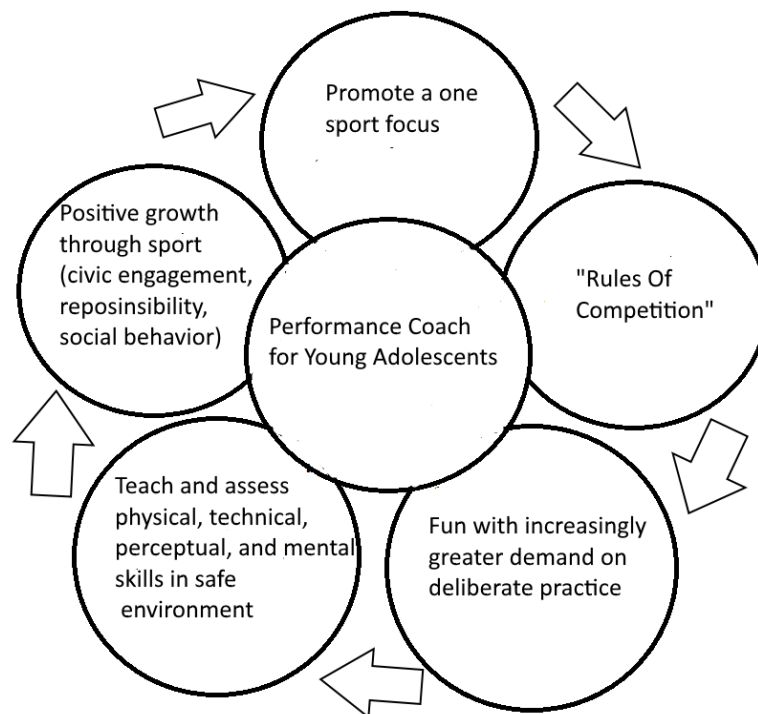 Promote a one
sport focus
"Rules Of
Competition"
Fun with increasingly
greater demand on
deliberate practice
Teach and assess
physical, technical,
perceptual, and mental
skills in safe
environment
Positive growth
through sport
(civic engagement,
reposinsibility,
social behavior)
Performance Coach
for Young Adolescents